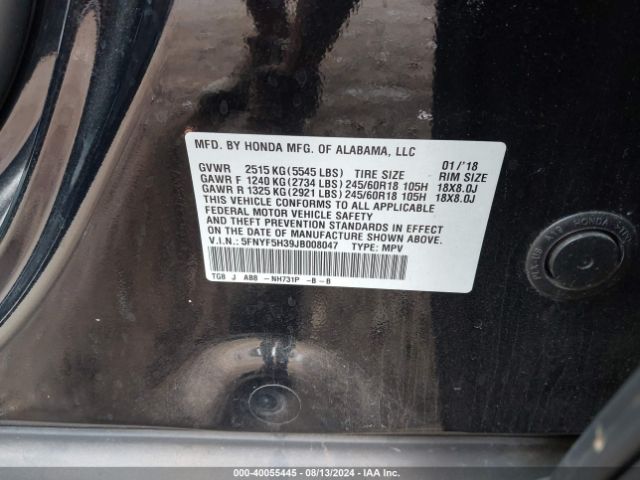 MFD. BY HONDA MFG. OF ALABAMA, LLC 01/'18
GVWR 2515 KG(5545 LBS) TIRE SIZE RIM SIZE
GAWR F 1240 KG(2734 LBS)245/60R18 105H 18X8.0J
GAWR R 1325 KG(2921 LBS)245/60R18 105H 18X8.0J
THIS VEHICLE CONFORMS TO ALL APPLICABLE
FEDERAL MOTOR VEHICLE SAFETY
AND THEFT PREVENTION STANDARDS IN EFFECT
ON THE DATE OF MANUFACTURE SHOWN ABOVE.
V.I.N.: 5FNYF5H39JB008047 TYPE: MPV
TG8 J A88 -NH731P -B-B
HONDA
000-40055445 - 08/13/2024 - IAA Inc.